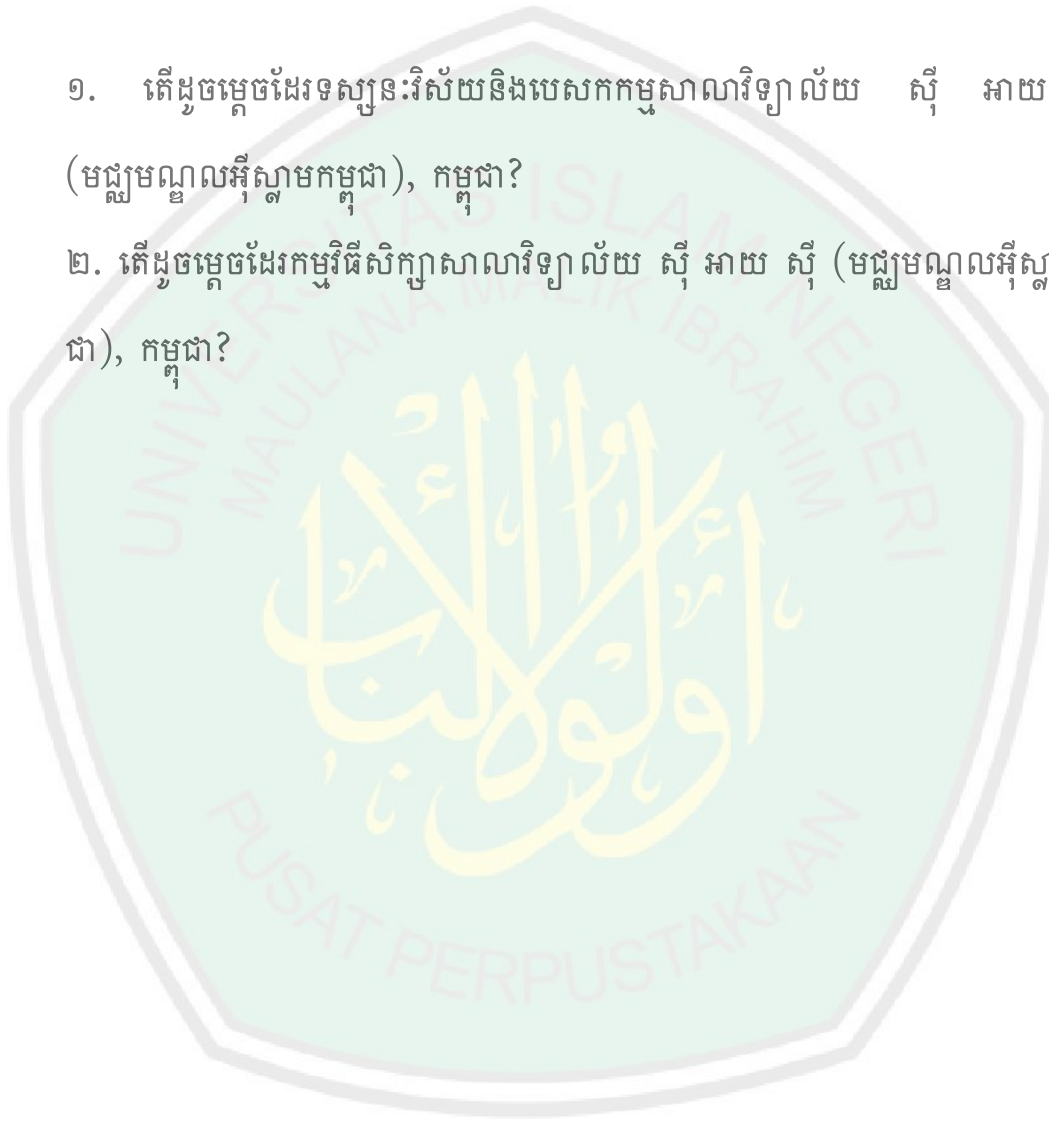 ១. តើដូចម្តេចដែរទស្សនៈវិស័យនិងបេសកកម្មសាលាវិទ្យាល័យ ស៊ី អាយ
(មជ្ឈមណ្ឌលអ៊ីស្លាមកម្ពុជា), កម្ពុជា?
២. តើដូចម្តេចដែរកម្មវិធីសិក្សាសាលាវិទ្យាល័យ ស៊ី អាយ ស៊ី (មជ្ឈមណ្ឌលអ៊ីស្លា
ជា), កម្ពុជា?
UNIVERSITAS ISLAM NEGERI
MAULANA MALIK IBRAHIM
أولوا الألباب
PUSAT PERPUSTAKAAN